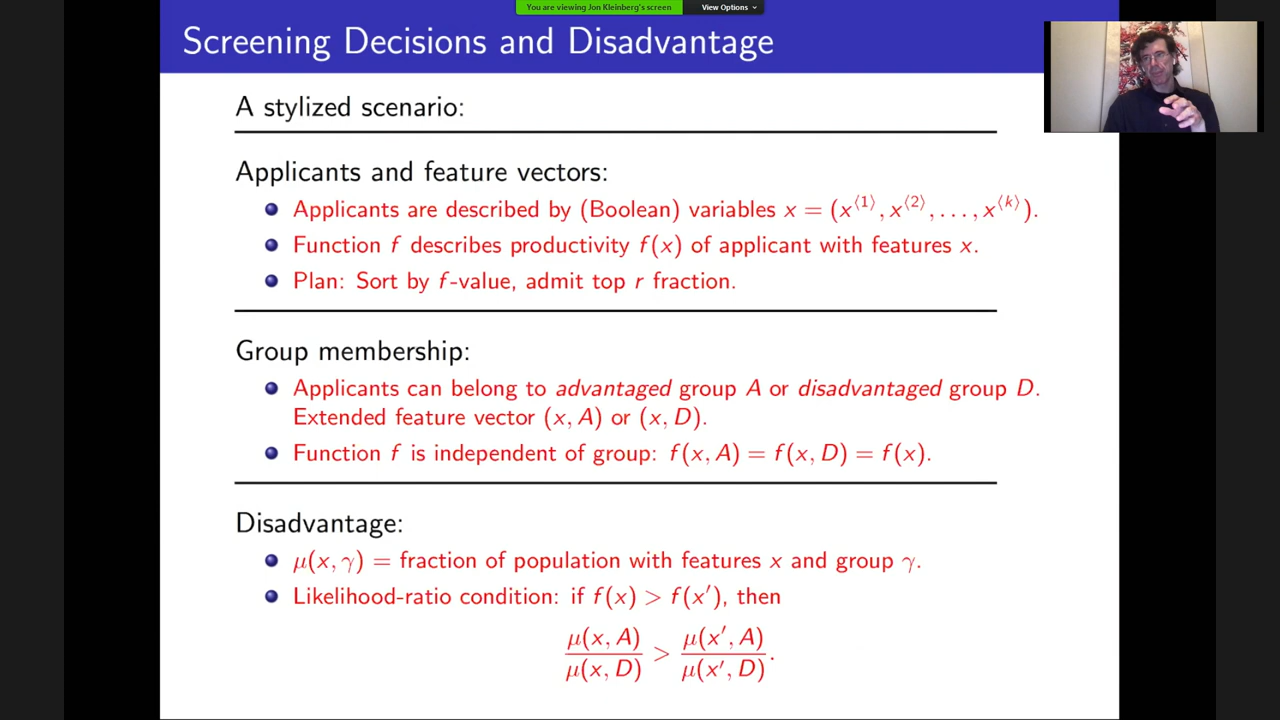 You are viewing Jon Kleinberg's screen View Options
Screening Decisions and Disadvantage
A stylized scenario:
Applicants and feature vectors:
Applicants are described by (Boolean) variables x = (x⟨1⟩, x⟨2⟩, . . . , x⟨k⟩).
Function f describes productivity f(x) of applicant with features x.
Plan: Sort by f-value, admit top r fraction.
Group membership:
Applicants can belong to advantaged group A or disadvantaged group D.
Extended feature vector (x, A) or (x, D).
Function f is independent of group: f(x, A) = f(x, D) = f(x).
Disadvantage:
μ(x, γ) = fraction of population with features x and group γ.
Likelihood-ratio condition: if f(x) > f(x′), then
μ(x, A) / μ(x, D) > μ(x′, A) / μ(x′, D).